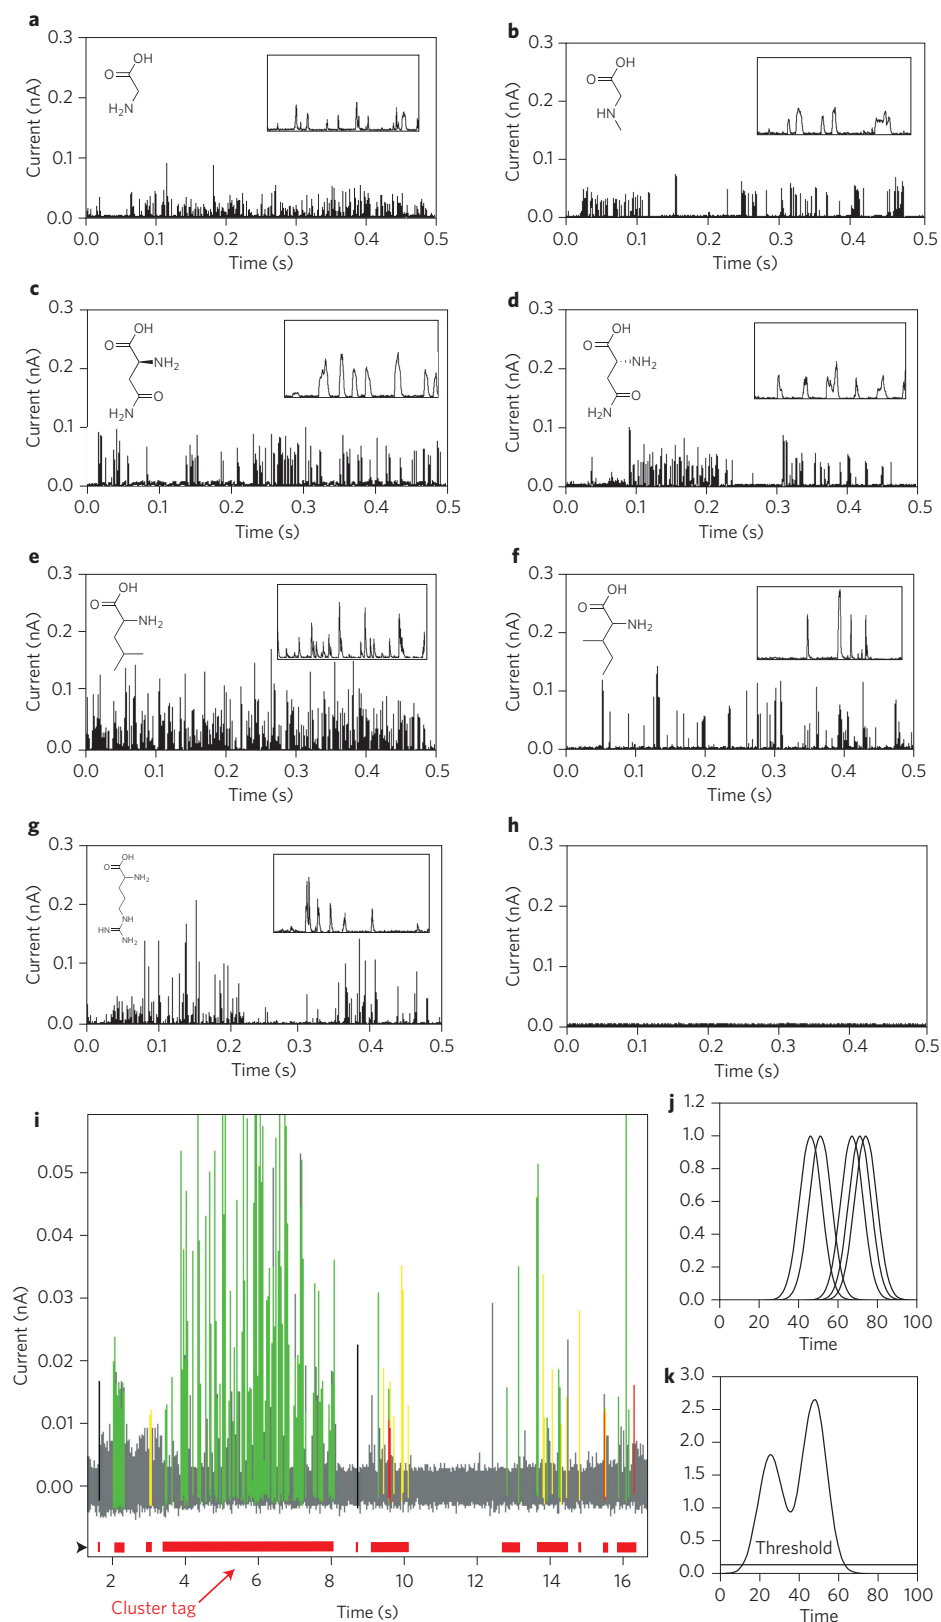 a
0.3
0.2
0.1
0.0
Current (nA)
O
OH
H2N
0.0 0.1 0.2 0.3 0.4 0.5
Time (s)
b
0.3
0.2
0.1
0.0
Current (nA)
OH
O
HN
0.0 0.1 0.2 0.3 0.4 0.5
Time (s)
c
0.3
0.2
0.1
0.0
Current (nA)
OH
O
NH2
O
H2N
0.0 0.1 0.2 0.3 0.4 0.5
Time (s)
d
0.3
0.2
0.1
0.0
Current (nA)
OH
O
NH2
O
H2N
0.0 0.1 0.2 0.3 0.4 0.5
Time (s)
e
0.3
0.2
0.1
0.0
Current (nA)
OH
O
NH2
0.0 0.1 0.2 0.3 0.4 0.5
Time (s)
f
0.3
0.2
0.1
0.0
Current (nA)
OH
O
NH2
0.0 0.1 0.2 0.3 0.4 0.5
Time (s)
g
0.3
0.2
0.1
0.0
Current (nA)
OH
O
NH2
NH
HN
NH2
0.0 0.1 0.2 0.3 0.4 0.5
Time (s)
h
0.3
0.2
0.1
0.0
Current (nA)
0.0 0.1 0.2 0.3 0.4 0.5
Time (s)
i
0.05
0.04
0.03
0.02
0.01
0.00
Current (nA)
2 4 6 8 10 12 14 16
Cluster tag
Time (s)
j
1.2
1.0
0.8
0.6
0.4
0.2
0.0
0 20 40 60 80 100
Time
k
3.0
2.5
2.0
1.5
1.0
0.5
0.0
Threshold
0 20 40 60 80 100
Time